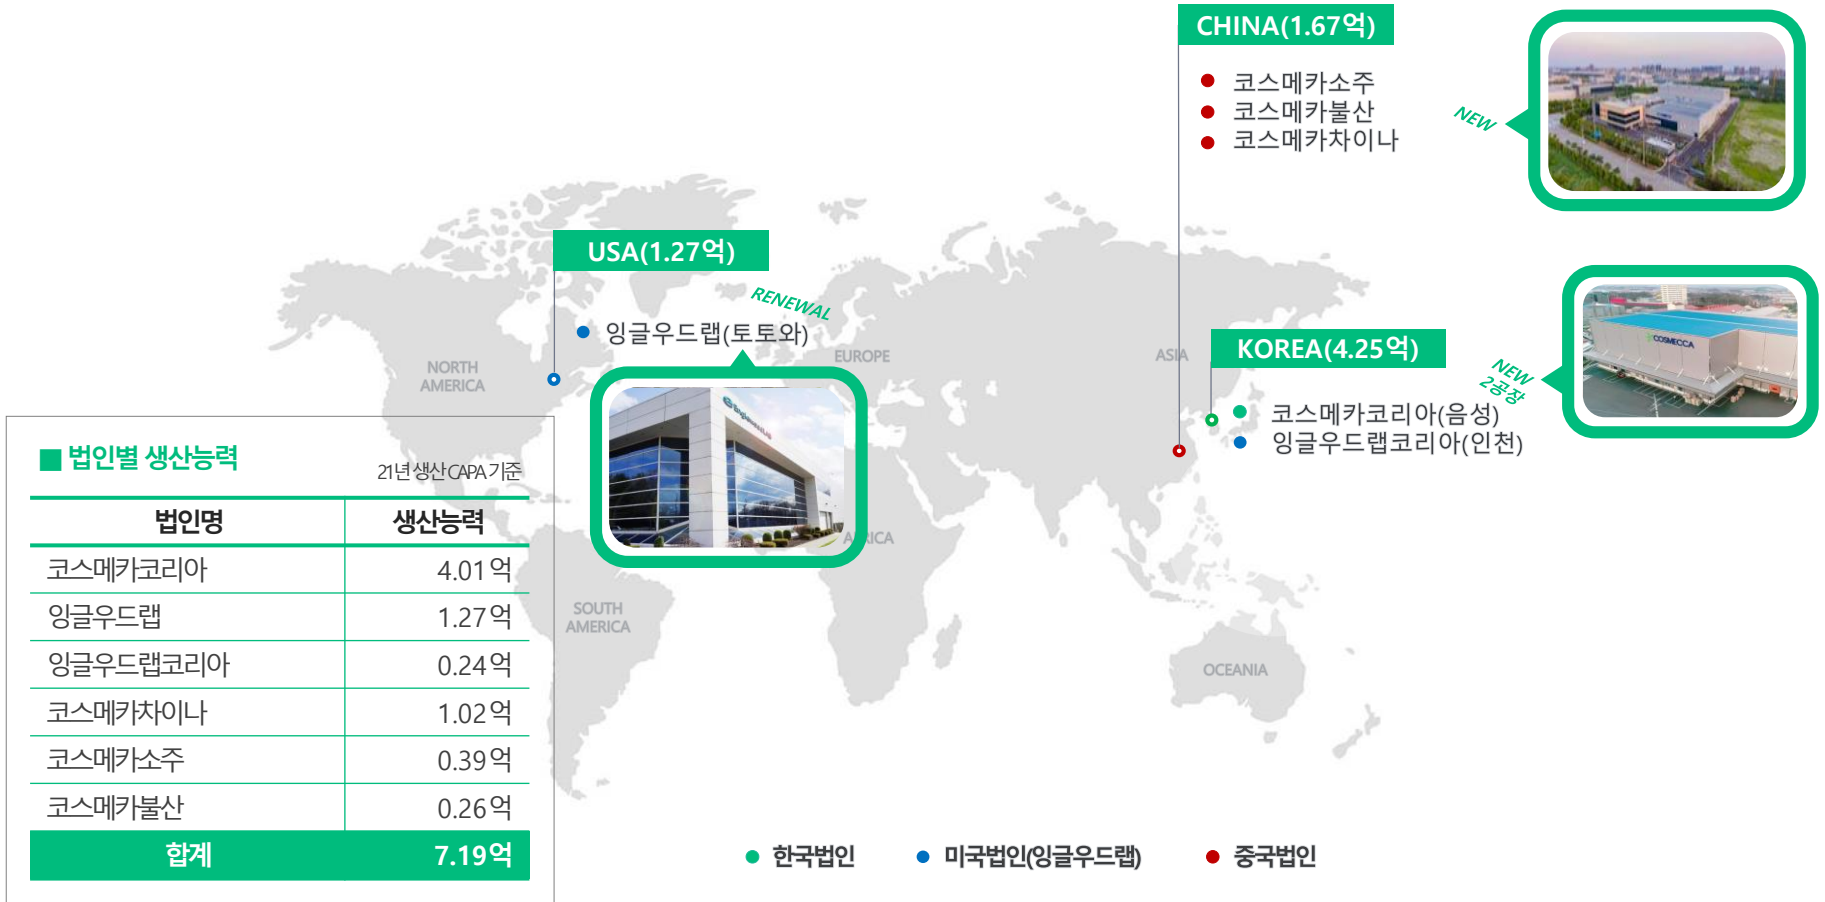 CHINA(1.67억)
코스메카소주
코스메카불산
코스메카차이나
NEW
USA(1.27억)
RENEWAL
잉글우드랩(토토와)
NORTH
AMERICA
EUROPE
ASIA
KOREA(4.25억)
NEW
2공장
COSMECCA
코스메카코리아(음성)
잉글우드랩코리아(인천)
AFRICA
SOUTH
AMERICA
OCEANIA
법인별 생산능력
21년 생산 CAPA 기준
법인명 생산능력
코스메카코리아 4.01억
잉글우드랩 1.27억
잉글우드랩코리아 0.24억
코스메카차이나 1.02억
코스메카소주 0.39억
코스메카불산 0.26억
합계 7.19억
한국법인 미국법인(잉글우드랩) 중국법인